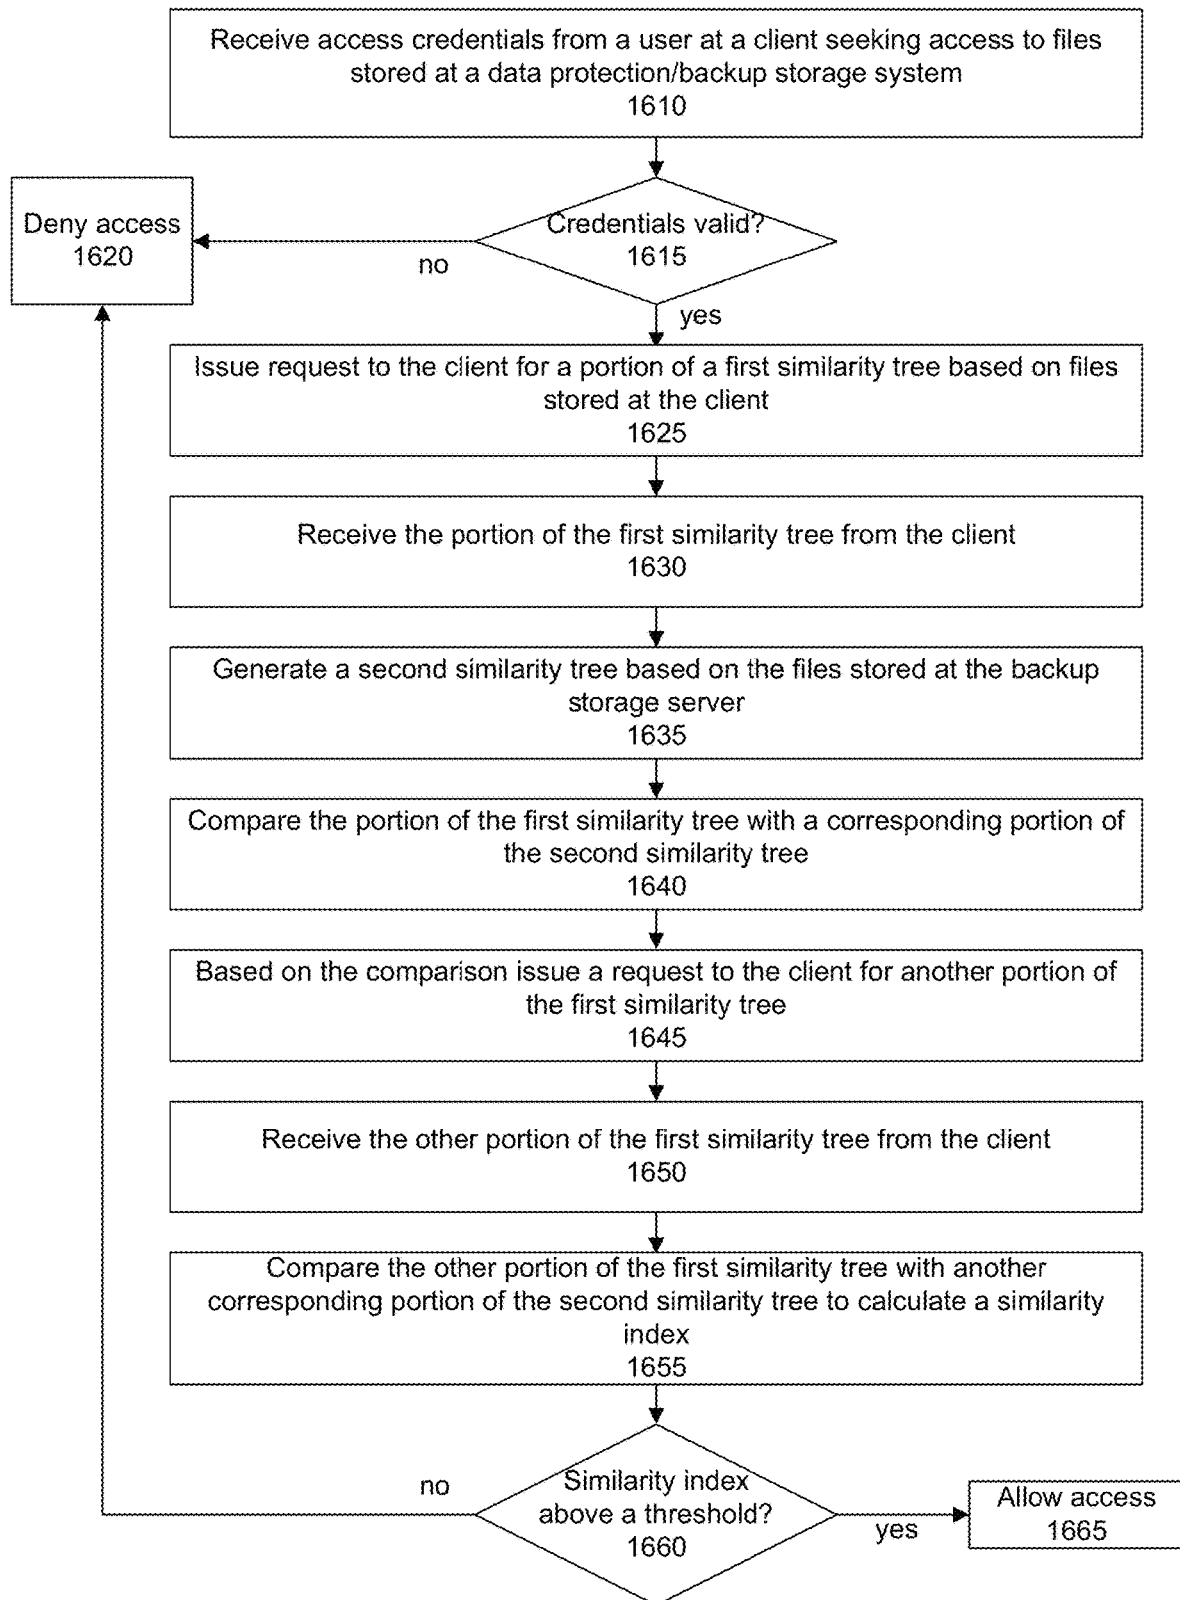 Receive access credentials from a user at a client seeking access to files
stored at a data protection/backup storage system
1610
Deny access
1620
Credentials valid?
1615
no
yes
Issue request to the client for a portion of a first similarity tree based on files
stored at the client
1625
Receive the portion of the first similarity tree from the client
1630
Generate a second similarity tree based on the files stored at the backup
storage server
1635
Compare the portion of the first similarity tree with a corresponding portion of
the second similarity tree
1640
Based on the comparison issue a request to the client for another portion of
the first similarity tree
1645
Receive the other portion of the first similarity tree from the client
1650
Compare the other portion of the first similarity tree with another
corresponding portion of the second similarity tree to calculate a similarity
index
1655
no
Similarity index
above a threshold?
1660
yes
Allow access
1665